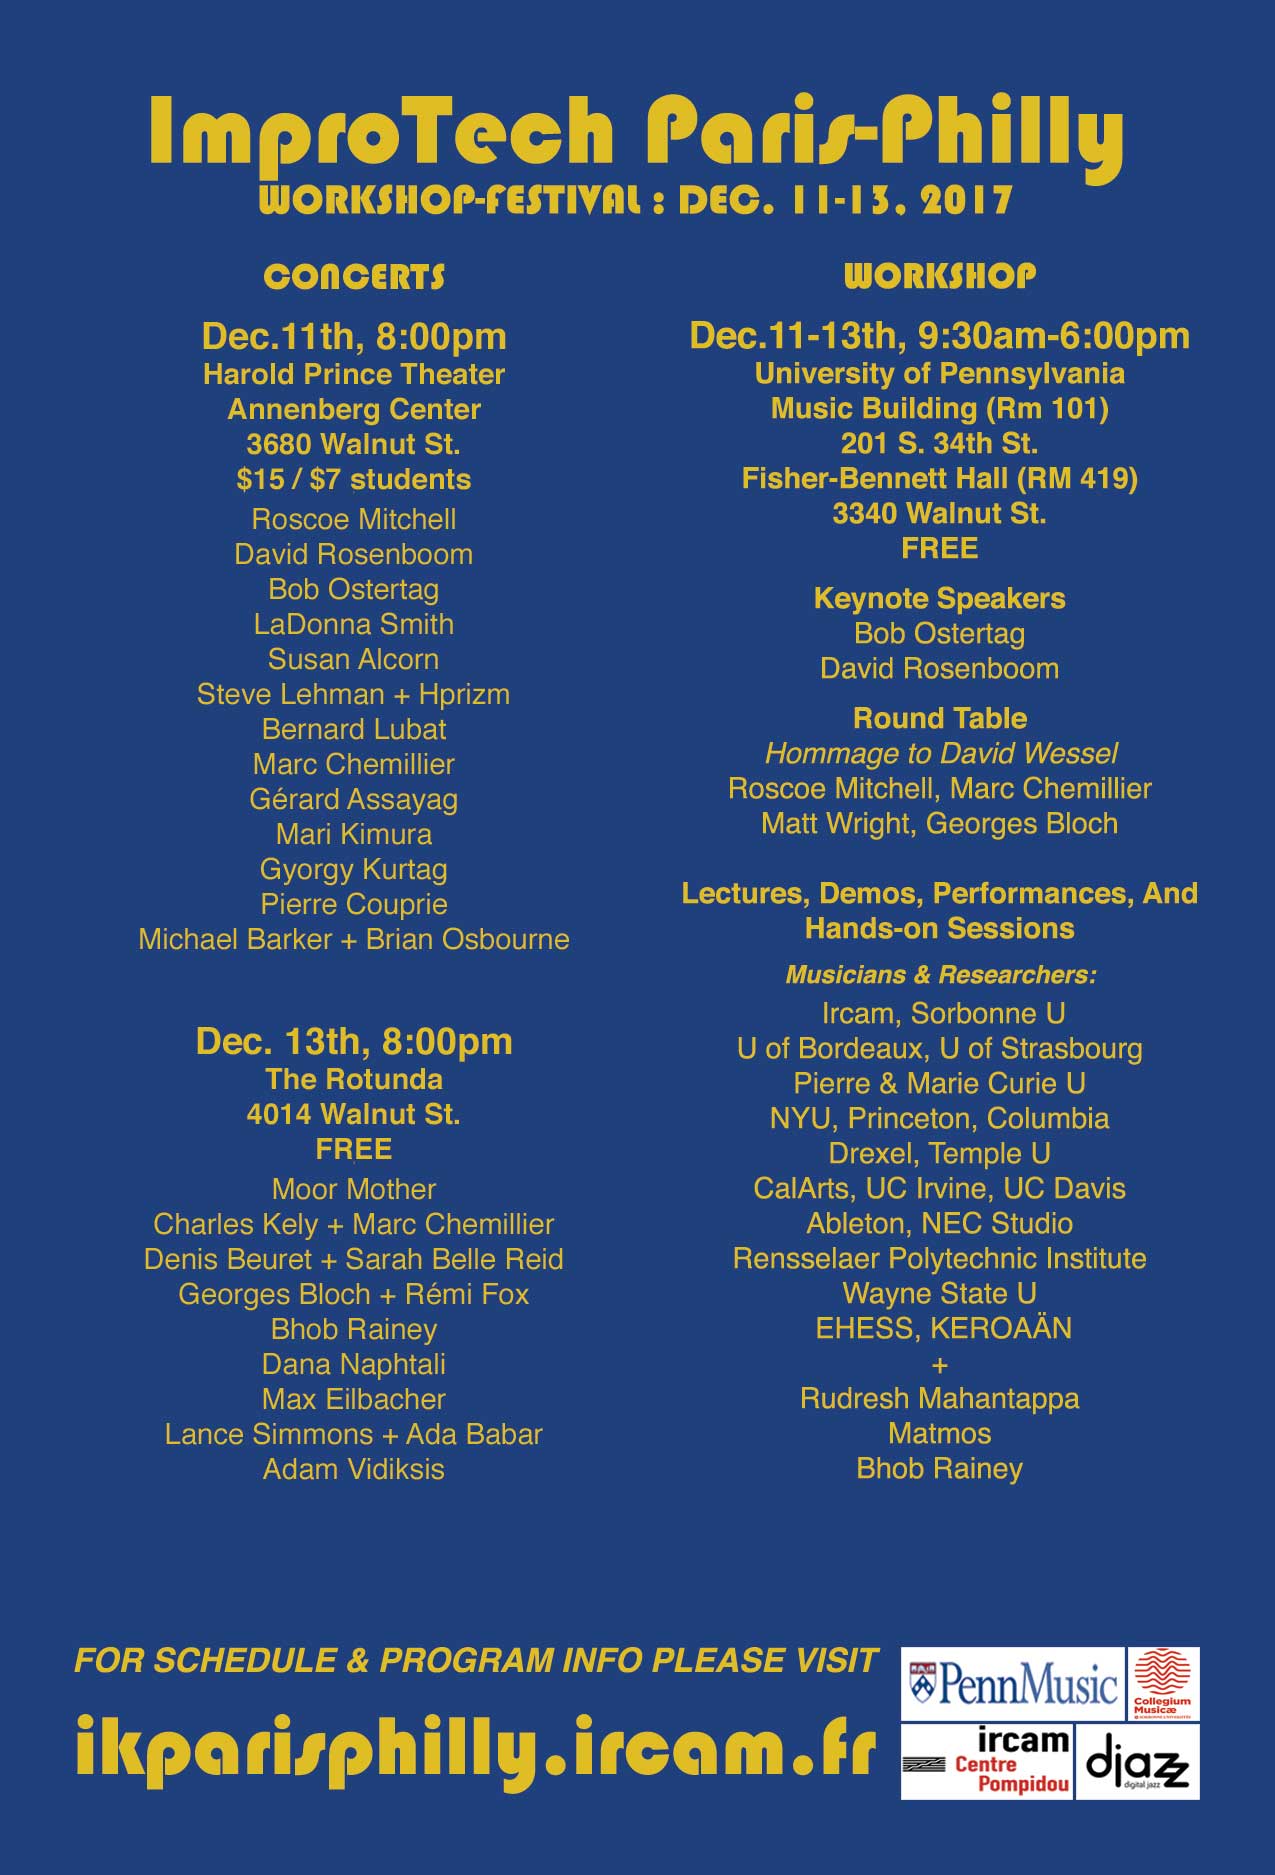 ImproTech Paris-Philly
WORKSHOP-FESTIVAL : DEC. 11-13, 2017
CONCERTS
Dec.11th, 8:00pm
Harold Prince Theater
Annenberg Center
3680 Walnut St.
$15 / $7 students
Roscoe Mitchell
David Rosenboom
Bob Ostertag
LaDonna Smith
Susan Alcorn
Steve Lehman + Hprizm
Bernard Lubat
Marc Chemillier
Gérard Assayag
Mari Kimura
Gyorgy Kurtag
Pierre Couprie
Michael Barker + Brian Osbourne
Dec. 13th, 8:00pm
The Rotunda
4014 Walnut St.
FREE
Moor Mother
Charles Kely + Marc Chemillier
Denis Beuret + Sarah Belle Reid
Georges Bloch + Rémi Fox
Bhob Rainey
Dana Naphtali
Max Eilbacher
Lance Simmons + Ada Babar
Adam Vidiksis
WORKSHOP
Dec.11-13th, 9:30am-6:00pm
University of Pennsylvania
Music Building (Rm 101)
201 S. 34th St.
Fisher-Bennett Hall (RM 419)
3340 Walnut St.
FREE
Keynote Speakers
Bob Ostertag
David Rosenboom
Round Table
Hommage to David Wessel
Roscoe Mitchell, Marc Chemillier
Matt Wright, Georges Bloch
Lectures, Demos, Performances, And
Hands-on Sessions
Musicians & Researchers:
Ircam, Sorbonne U
U of Bordeaux, U of Strasbourg
Pierre & Marie Curie U
NYU, Princeton, Columbia
Drexel, Temple U
CalArts, UC Irvine, UC Davis
Ableton, NEC Studio
Rensselaer Polytechnic Institute
Wayne State U
EHESS, KEROAÄN
+
Rudresh Mahantappa
Matmos
Bhob Rainey
FOR SCHEDULE & PROGRAM INFO PLEASE VISIT
ikparisphilly.ircam.fr
PennMusic
Collegium
Musicæ
SORBONNE UNIVERSITÉS
ircam
Centre
Pompidou
djazz
digital jazz